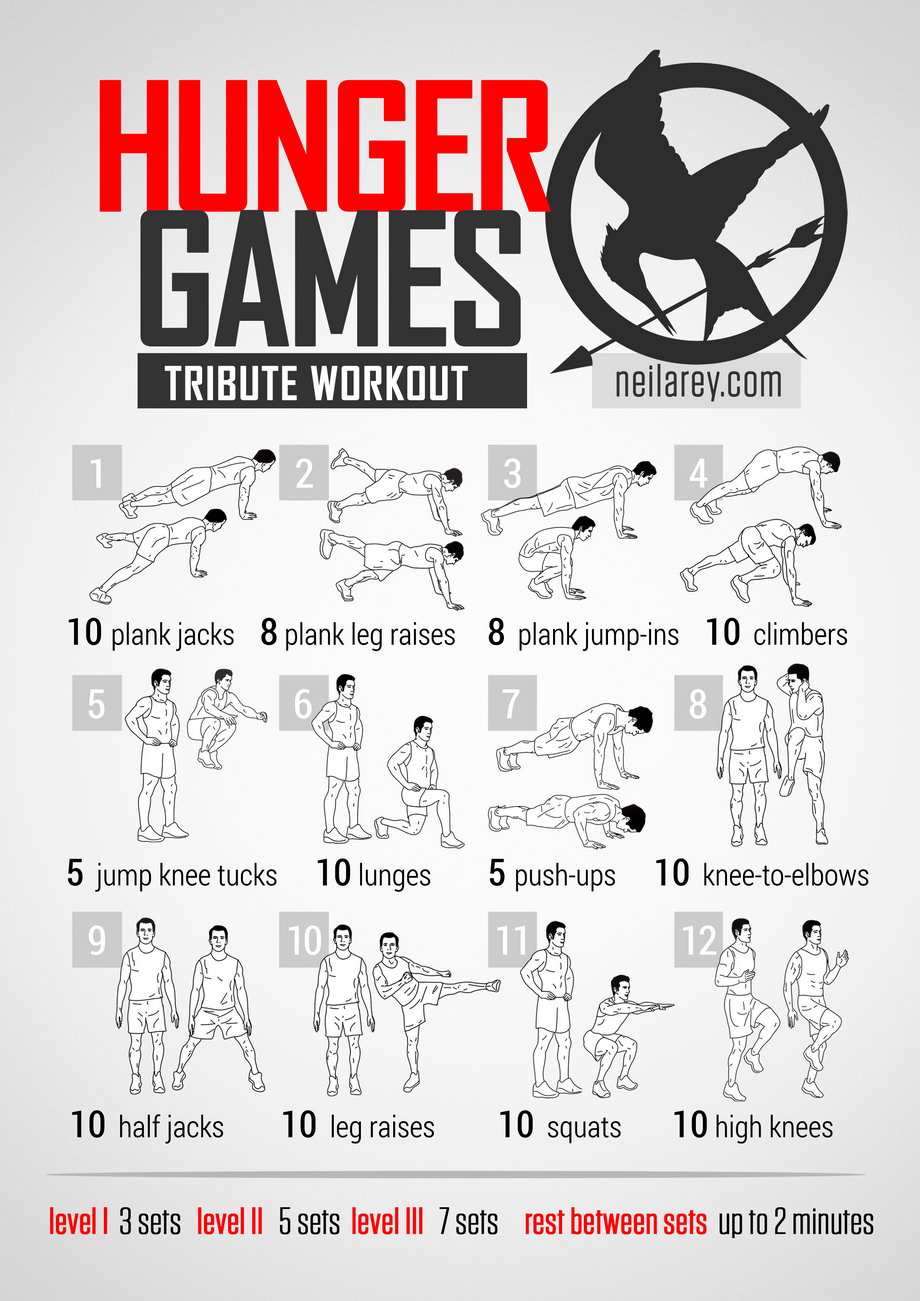 HUNGER
GAMES
TRIBUTE WORKOUT
neilarey.com
1 2 3 4
10 plank jacks 8 plank leg raises 8 plank jump-ins 10 climbers
5 6 7 8
5 jump knee tucks 10 lunges 5 push-ups 10 knee-to-elbows
9 10 11 12
10 half jacks 10 leg raises 10 squats 10 high knees
level I 3 sets level II 5 sets level III 7 sets rest between sets up to 2 minutes